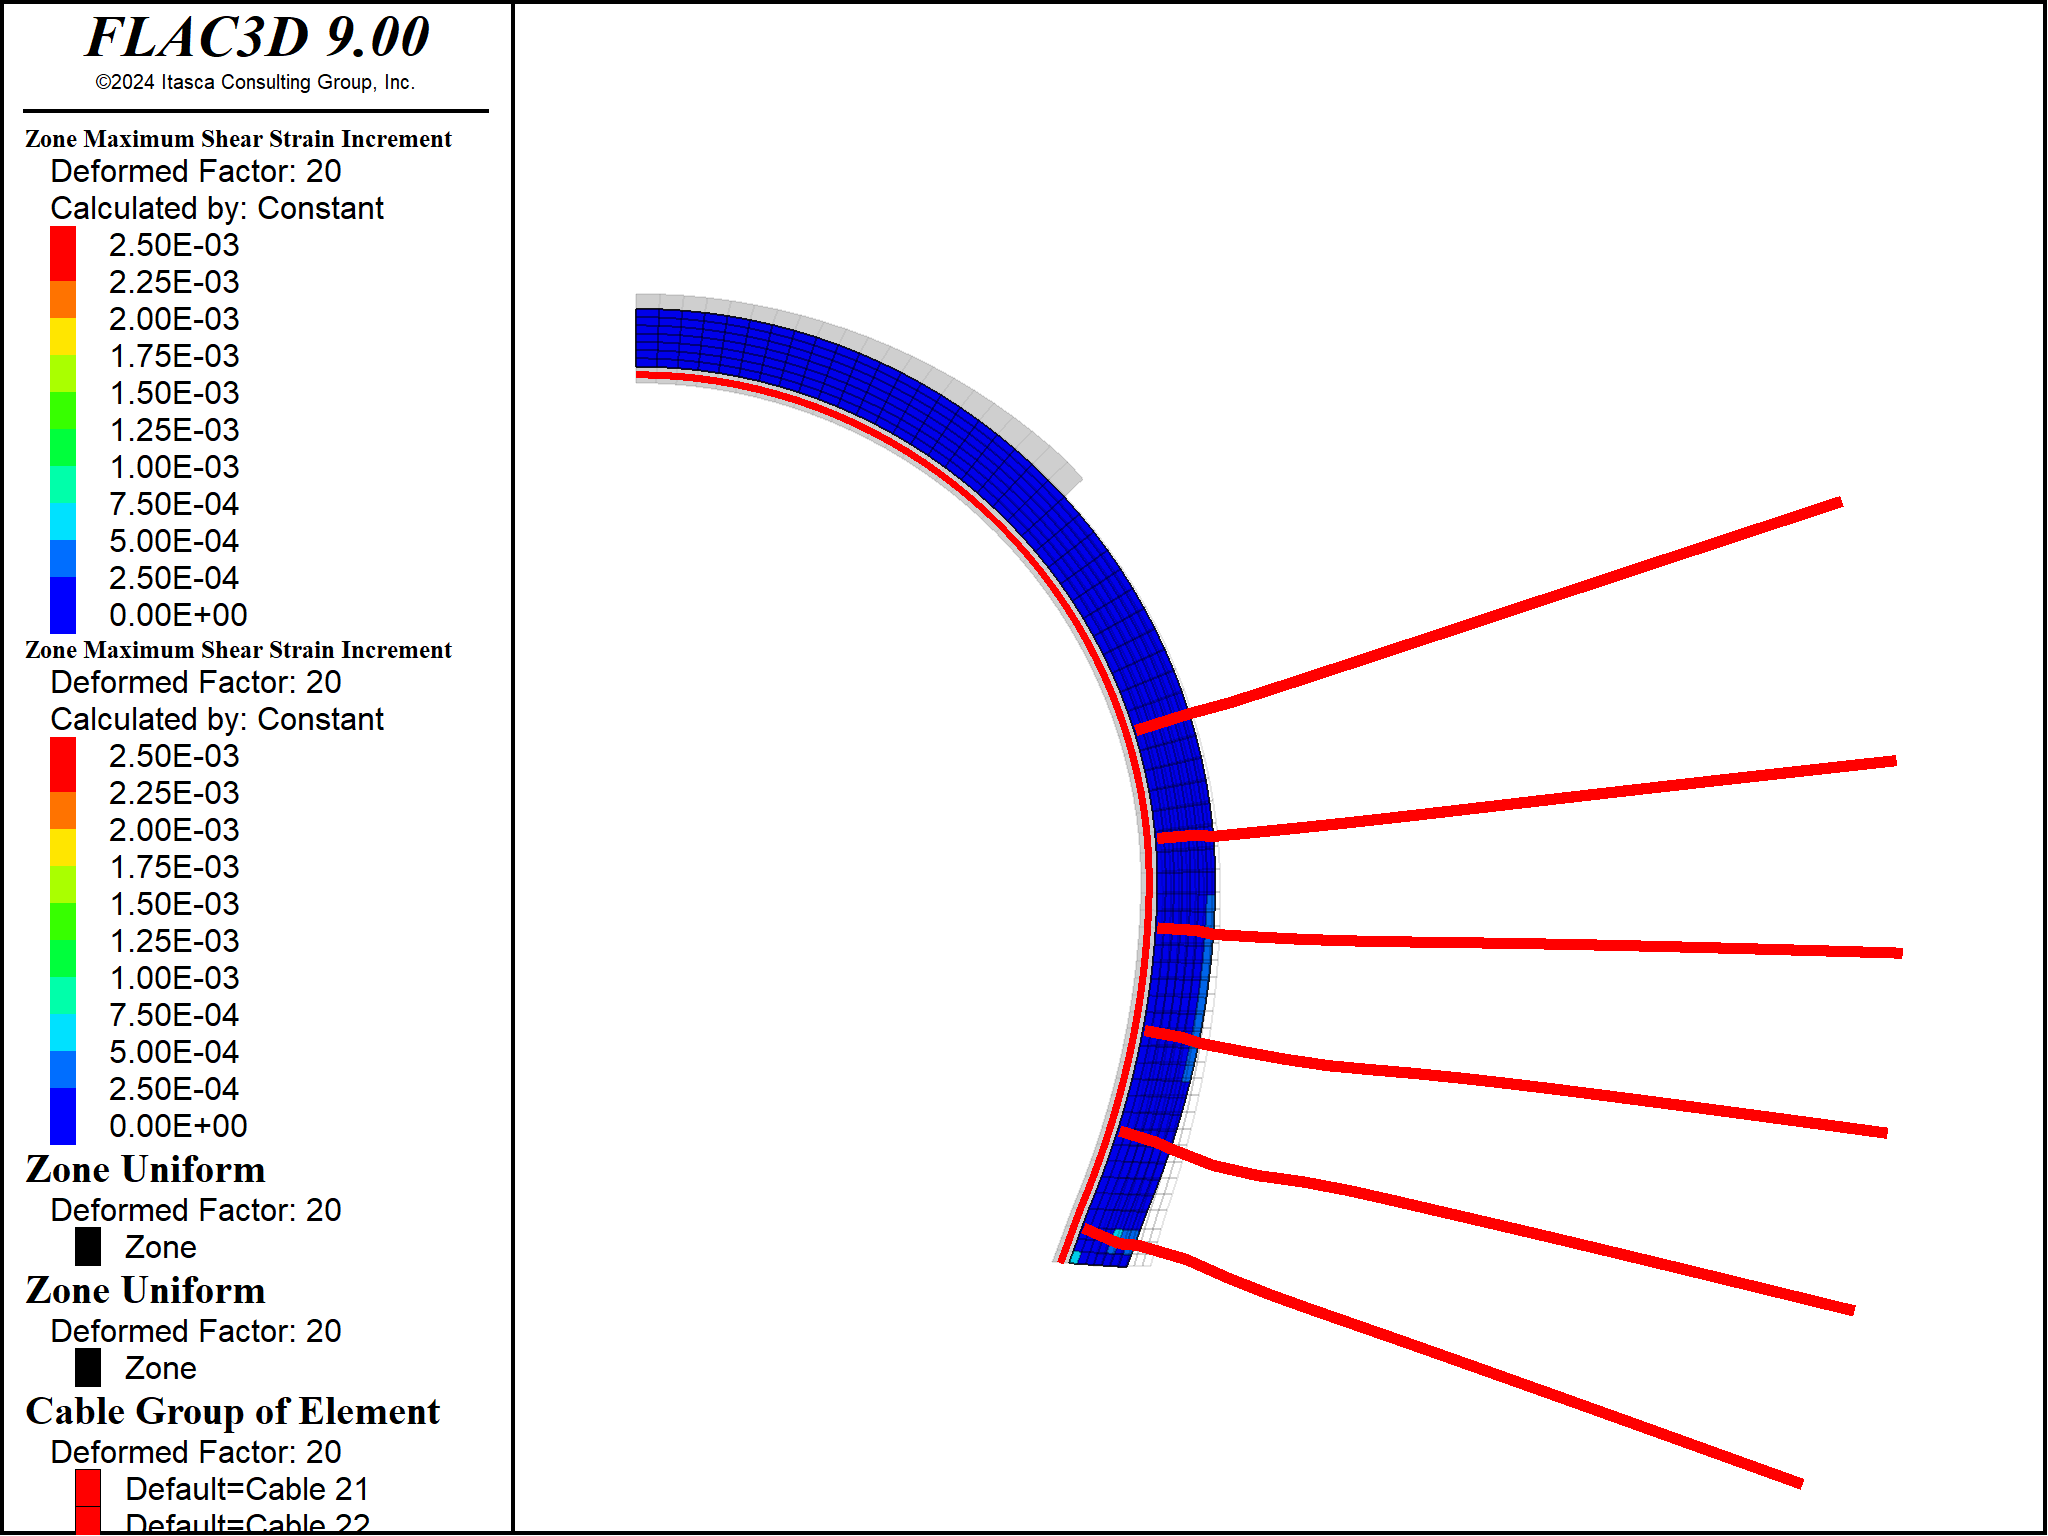 FLAC3D 9.00
©2024 Itasca Consulting Group, Inc.
Zone Maximum Shear Strain Increment
Deformed Factor: 20
Calculated by: Constant
2.50E-03
2.25E-03
2.00E-03
1.75E-03
1.50E-03
1.25E-03
1.00E-03
7.50E-04
5.00E-04
2.50E-04
0.00E+00
Zone Maximum Shear Strain Increment
Deformed Factor: 20
Calculated by: Constant
2.50E-03
2.25E-03
2.00E-03
1.75E-03
1.50E-03
1.25E-03
1.00E-03
7.50E-04
5.00E-04
2.50E-04
0.00E+00
Zone Uniform
Deformed Factor: 20
Zone
Zone Uniform
Deformed Factor: 20
Zone
Cable Group of Element
Deformed Factor: 20
Default=Cable 21
Default=Cable 22